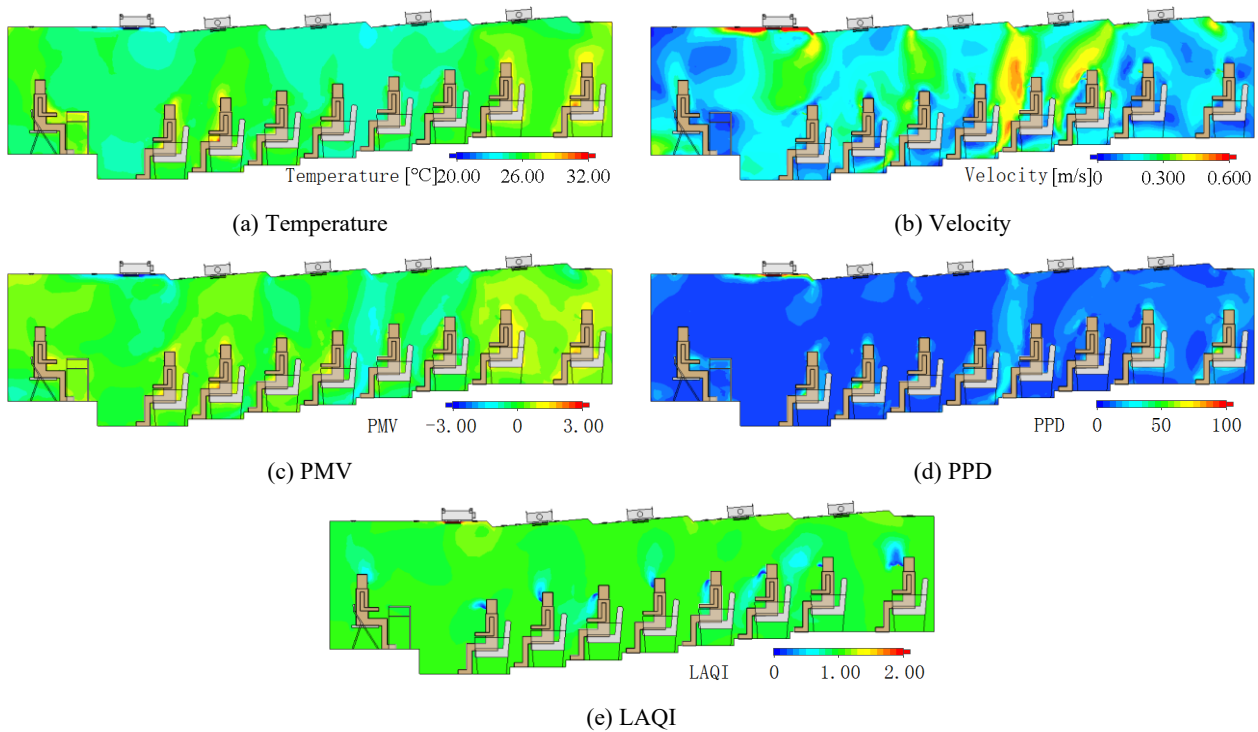 Temperature [℃]20.00 26.00 32.00
Velocity[m/s]0 0.300 0.600
(a) Temperature
(b) Velocity
PMV -3.00 0 3.00
PPD 0 50 100
(c) PMV
(d) PPD
LAQI 0 1.00 2.00
(e) LAQI